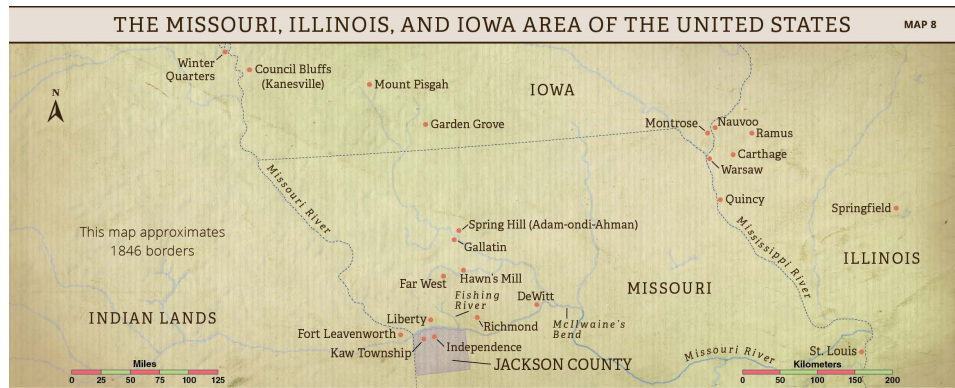 THE MISSOURI, ILLINOIS, AND IOWA AREA OF THE UNITED STATES
MAP 8
Winter
Quarters
Council Bluffs
(Kanesville)
Mount Pisgah
IOWA
N
Garden Grove
Montrose
Nauvoo
Ramus
Carthage
Warsaw
Missouri River
Quincy
Springfield
Mississippi River
This map approximates
1846 borders
Spring Hill (Adam-ondi-Ahman)
Gallatin
ILLINOIS
Far West
Hawn's Mill
MISSOURI
Fishing
River
DeWitt
INDIAN LANDS
Liberty
Richmond
McIlwaine's
Bend
Fort Leavenworth
Kaw Township
Independence
JACKSON COUNTY
Missouri River
St. Louis
Miles
0 25 50 75 100 125
Kilometers
0 50 100 150 200